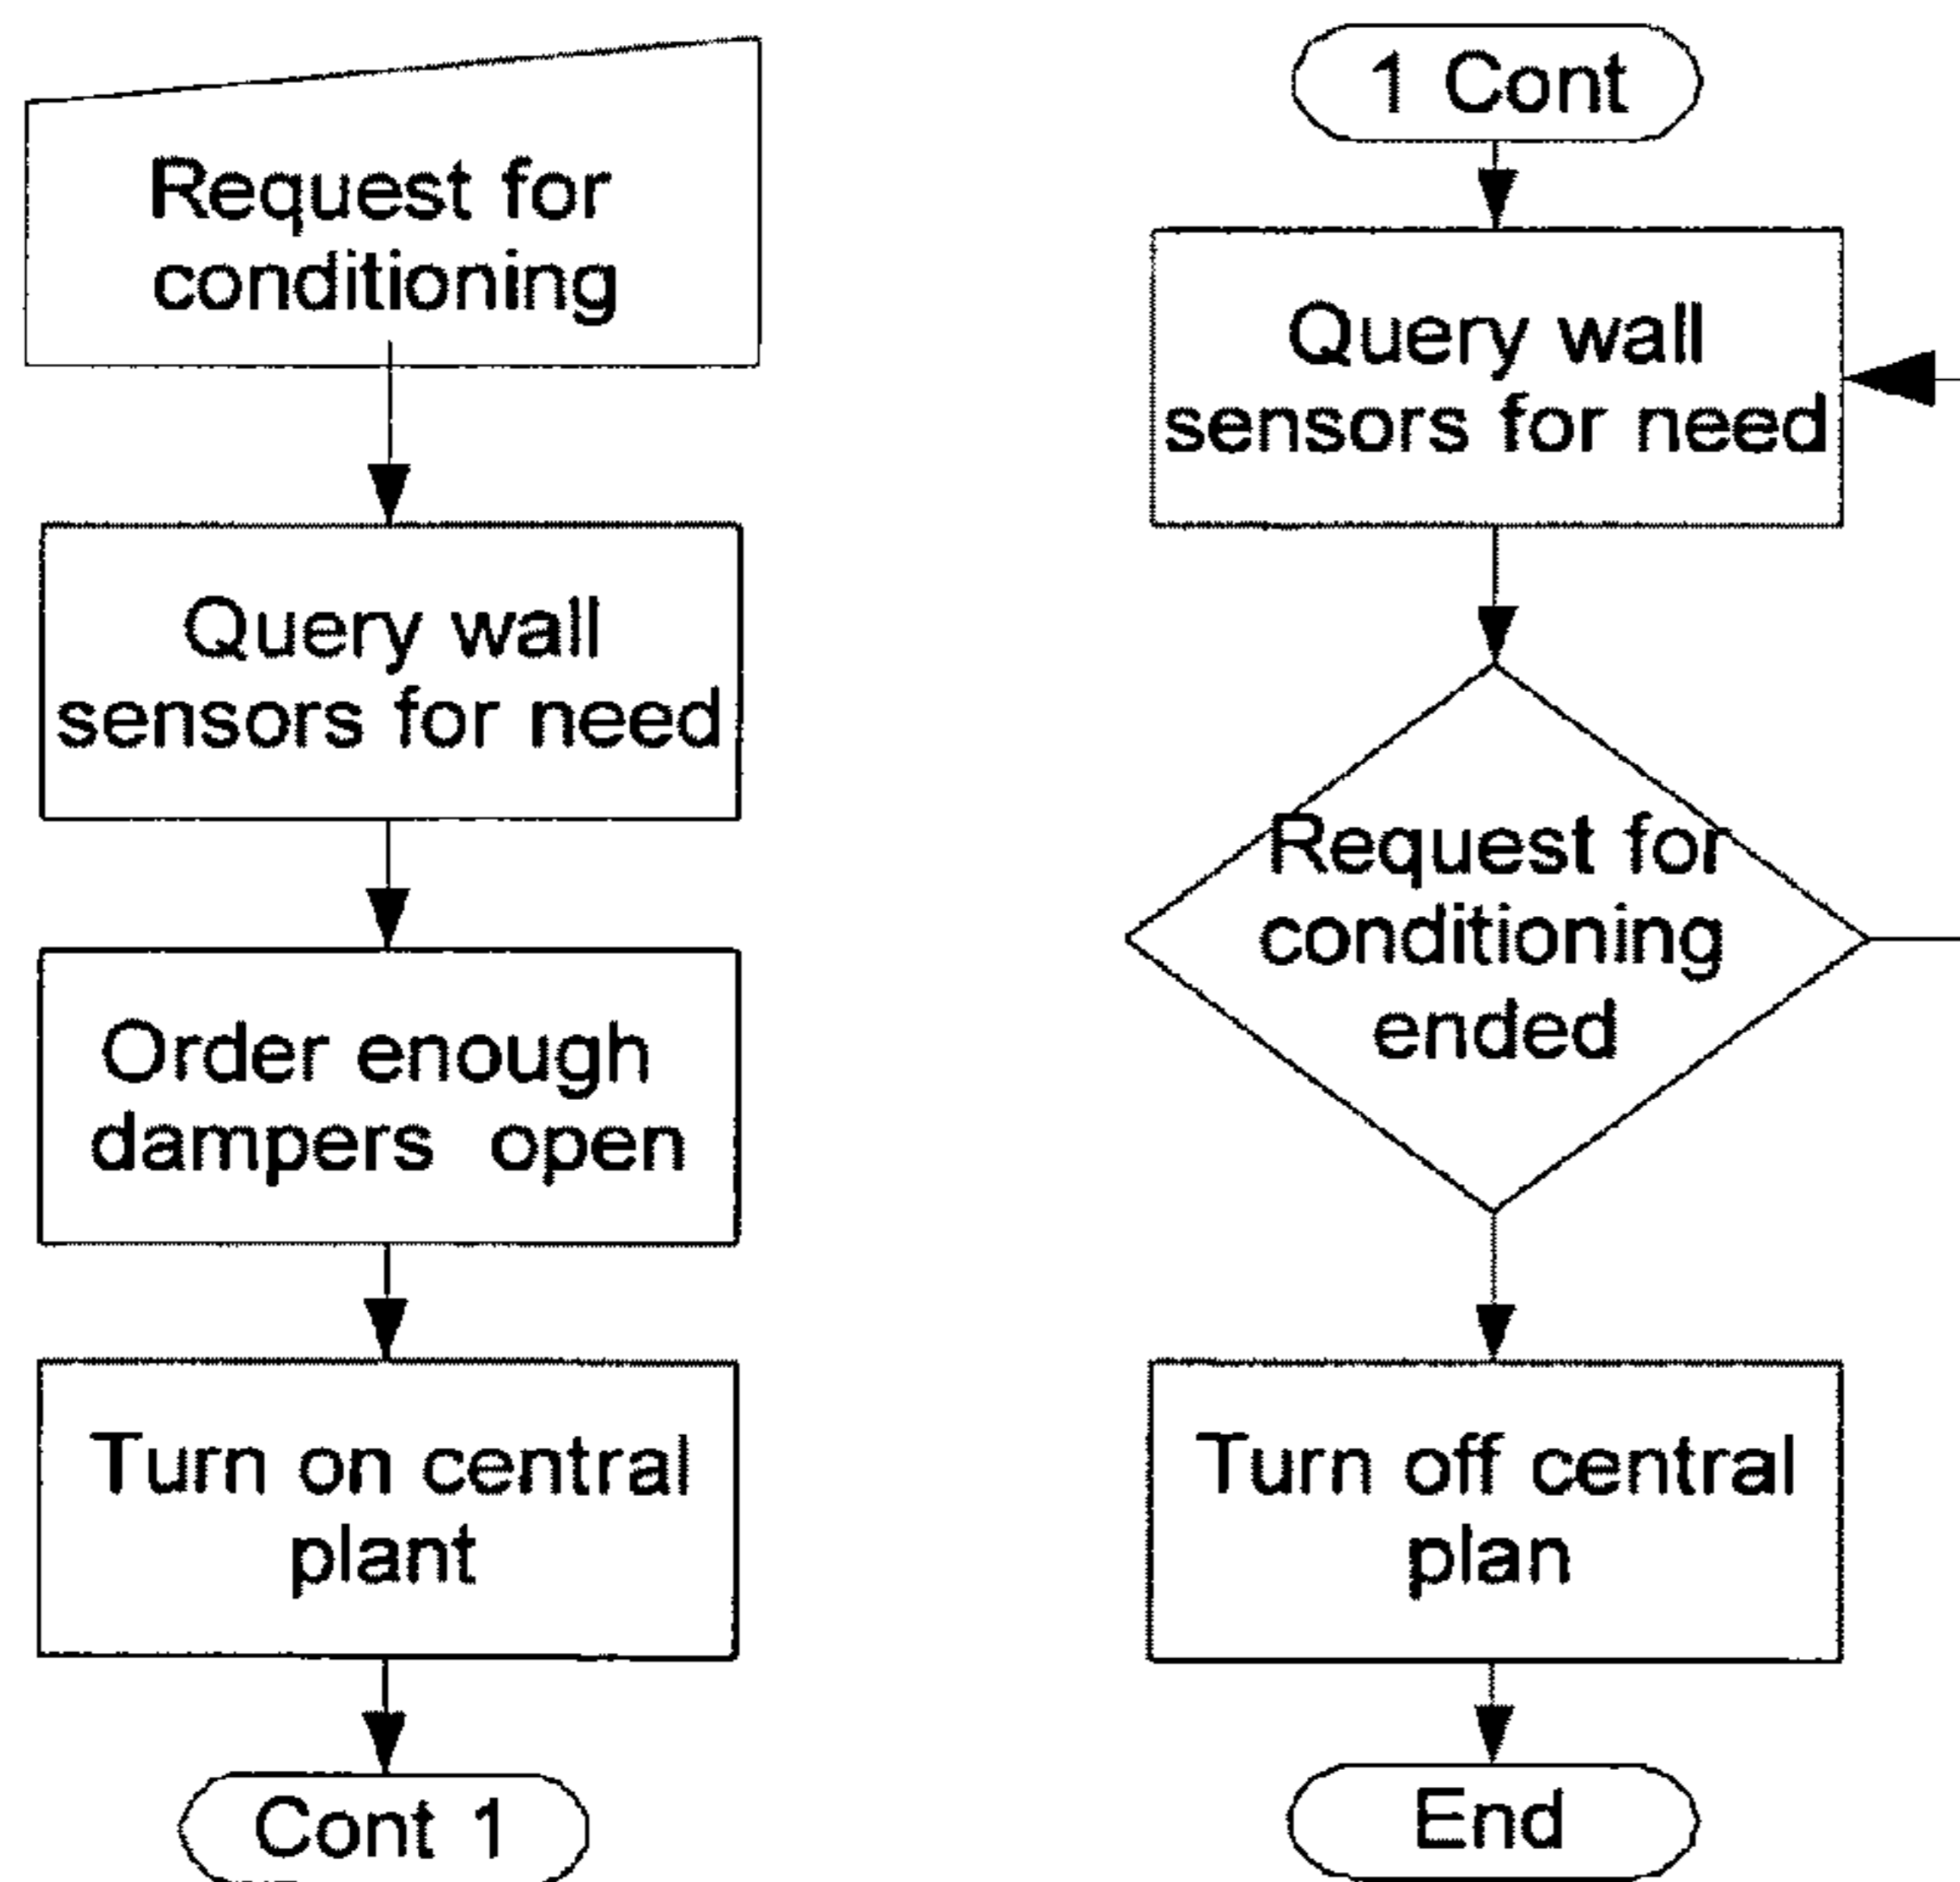 Request for
conditioning
Query wall
sensors for need
Order enough
dampers open
Turn on central
plant
Cont 1
1 Cont
Query wall
sensors for need
Request for
conditioning
ended
Turn off central
plan
End